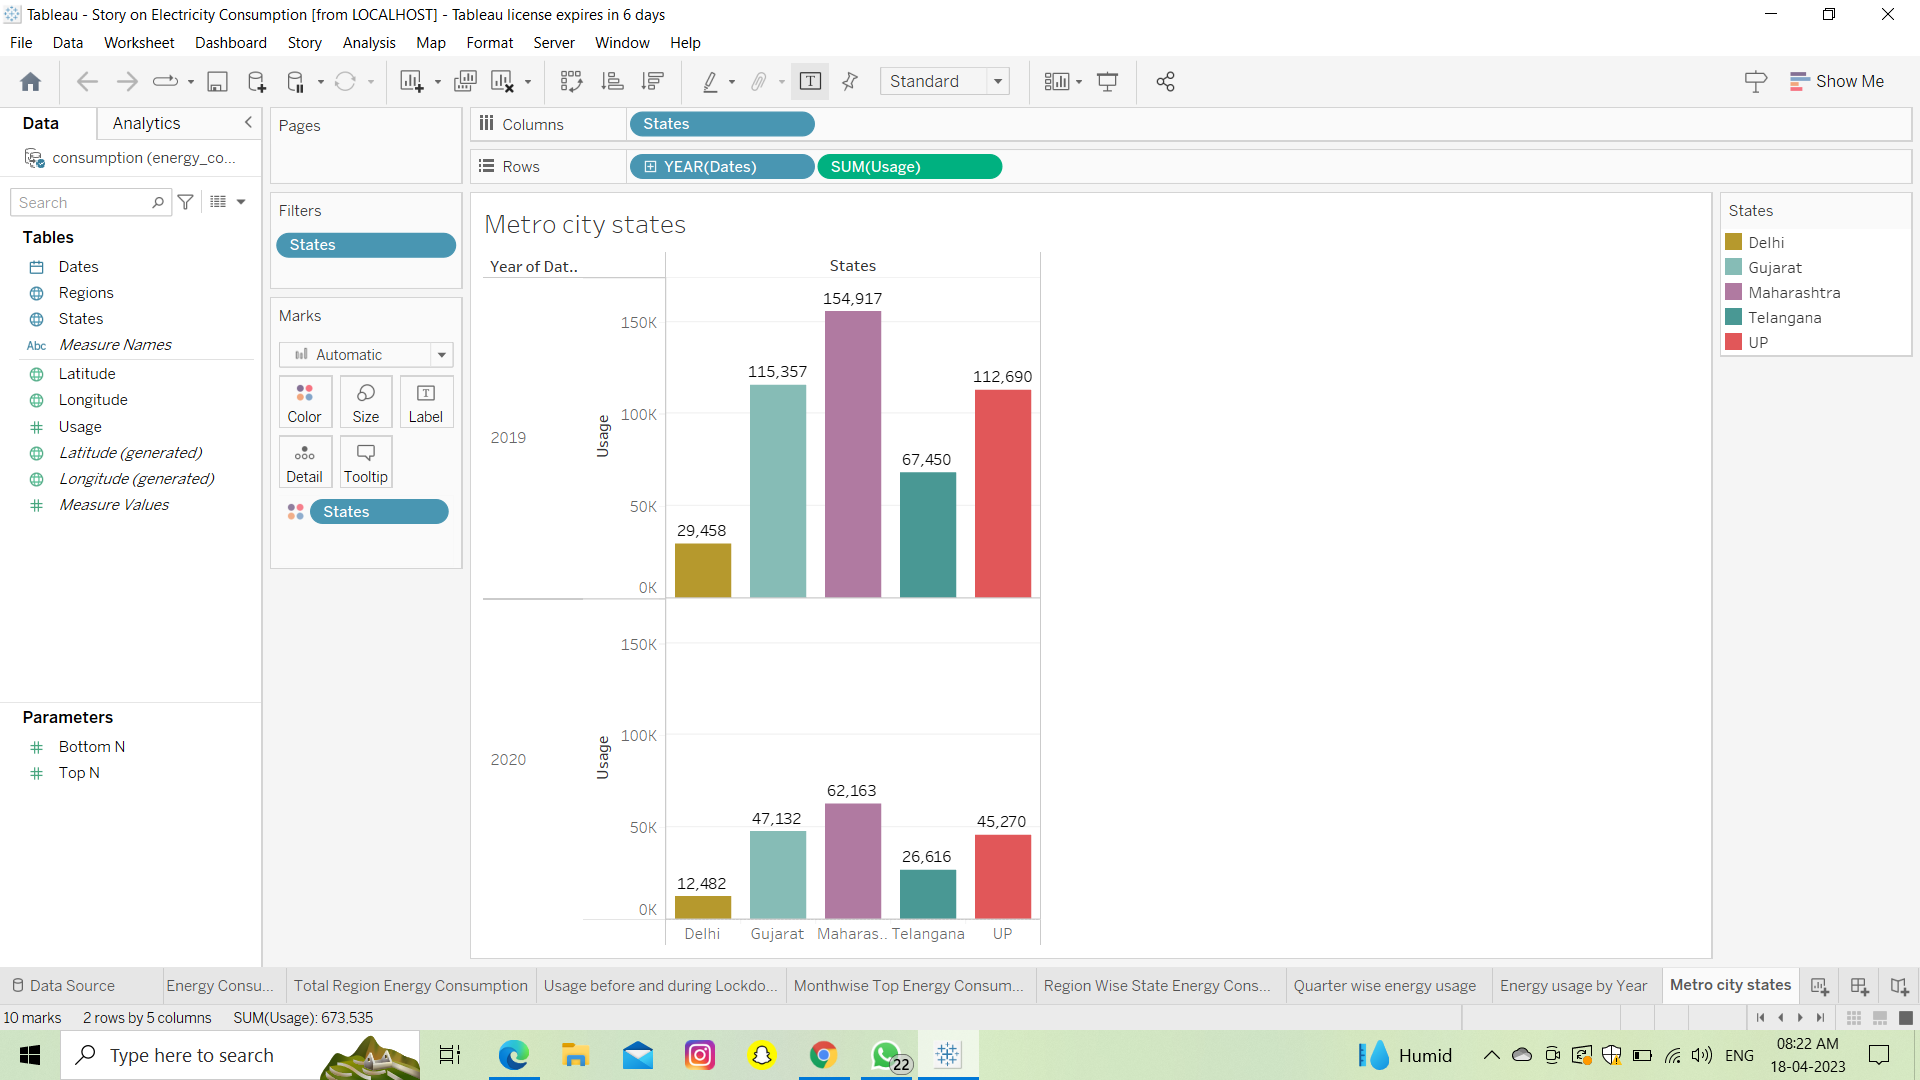 Tableau - Story on Electricity Consumption [from LOCALHOST] - Tableau license expires in 6 days
File Data Worksheet Dashboard Story Analysis Map Format Server Window Help
Standard
Show Me
Data Analytics
consumption (energy_co...
Search
Tables
Dates
Regions
States
Abc Measure Names
Latitude
Longitude
Usage
Latitude (generated)
Longitude (generated)
Measure Values
Parameters
Bottom N
Top N
Pages
Filters
States
Marks
Automatic
Color Size Label
Detail Tooltip
States
Columns States
Rows YEAR(Dates) SUM(Usage)
Metro city states
Year of Dat.. States
2019
Usage
150K
100K
50K
0K
29,458
115,357
154,917
67,450
112,690
2020
Usage
150K
100K
50K
0K
12,482
47,132
62,163
26,616
45,270
Delhi Gujarat Maharas.. Telangana UP
States
Delhi
Gujarat
Maharashtra
Telangana
UP
Data Source Energy Consu... Total Region Energy Consumption Usage before and during Lockdo... Monthwise Top Energy Consum... Region Wise State Energy Cons... Quarter wise energy usage Energy usage by Year Metro city states
10 marks 2 rows by 5 columns SUM(Usage): 673,535
Type here to search
22
Humid
ENG
08:22 AM
18-04-2023